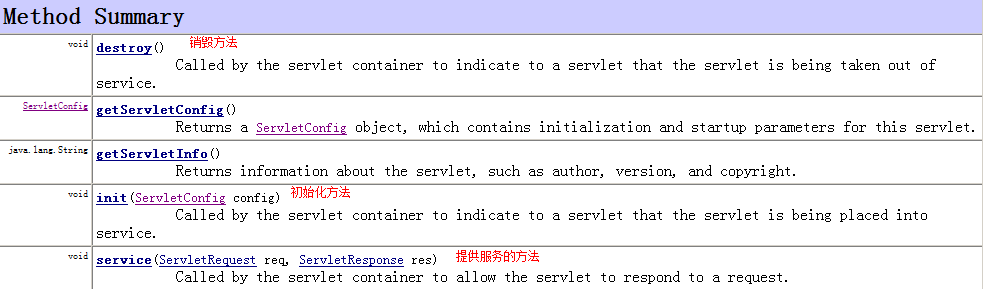 Method Summary
void destroy() 销毁方法
Called by the servlet container to indicate to a servlet that the servlet is being taken out of
service.
ServletConfig getServletConfig()
Returns a ServletConfig object, which contains initialization and startup parameters for this servlet.
java.lang.String getServletInfo()
Returns information about the servlet, such as author, version, and copyright.
void init(ServletConfig config) 初始化方法
Called by the servlet container to indicate to a servlet that the servlet is being placed into
service.
void service(ServletRequest req, ServletResponse res) 提供服务的方法
Called by the servlet container to allow the servlet to respond to a request.